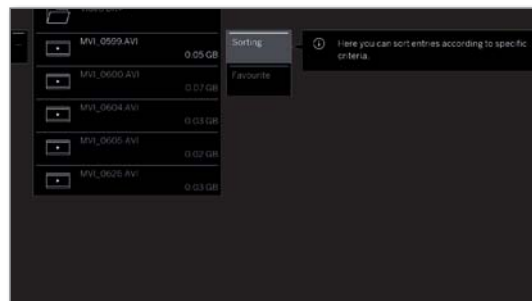 MVI_0599.AVI
0.05 GB
MVI_0600.AVI
0.07 GB
MVI_0604.AVI
0.03 GB
MVI_0605.AVI
0.02 GB
MVI_0626.AVI
0.03 GB
Sorting
Favourite
Here you can sort entries according to specific
criteria.